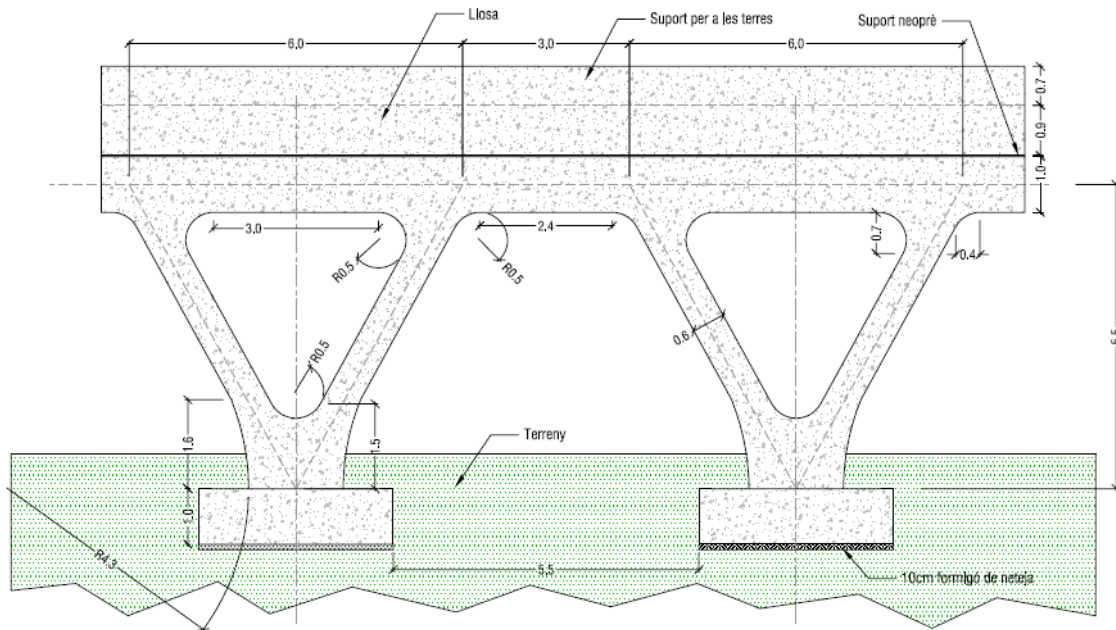 Llosa
Suport per a les terres
Suport neoprè
6,0
3,0
6,0
0.7
0.9
1.0
3.0
2,4
0.7
0.4
R0.5
R0.5
0.6
5.5
R0.5
1.6
1.5
Terreny
1.0
R4.3
5,5
10cm formigó de neteja